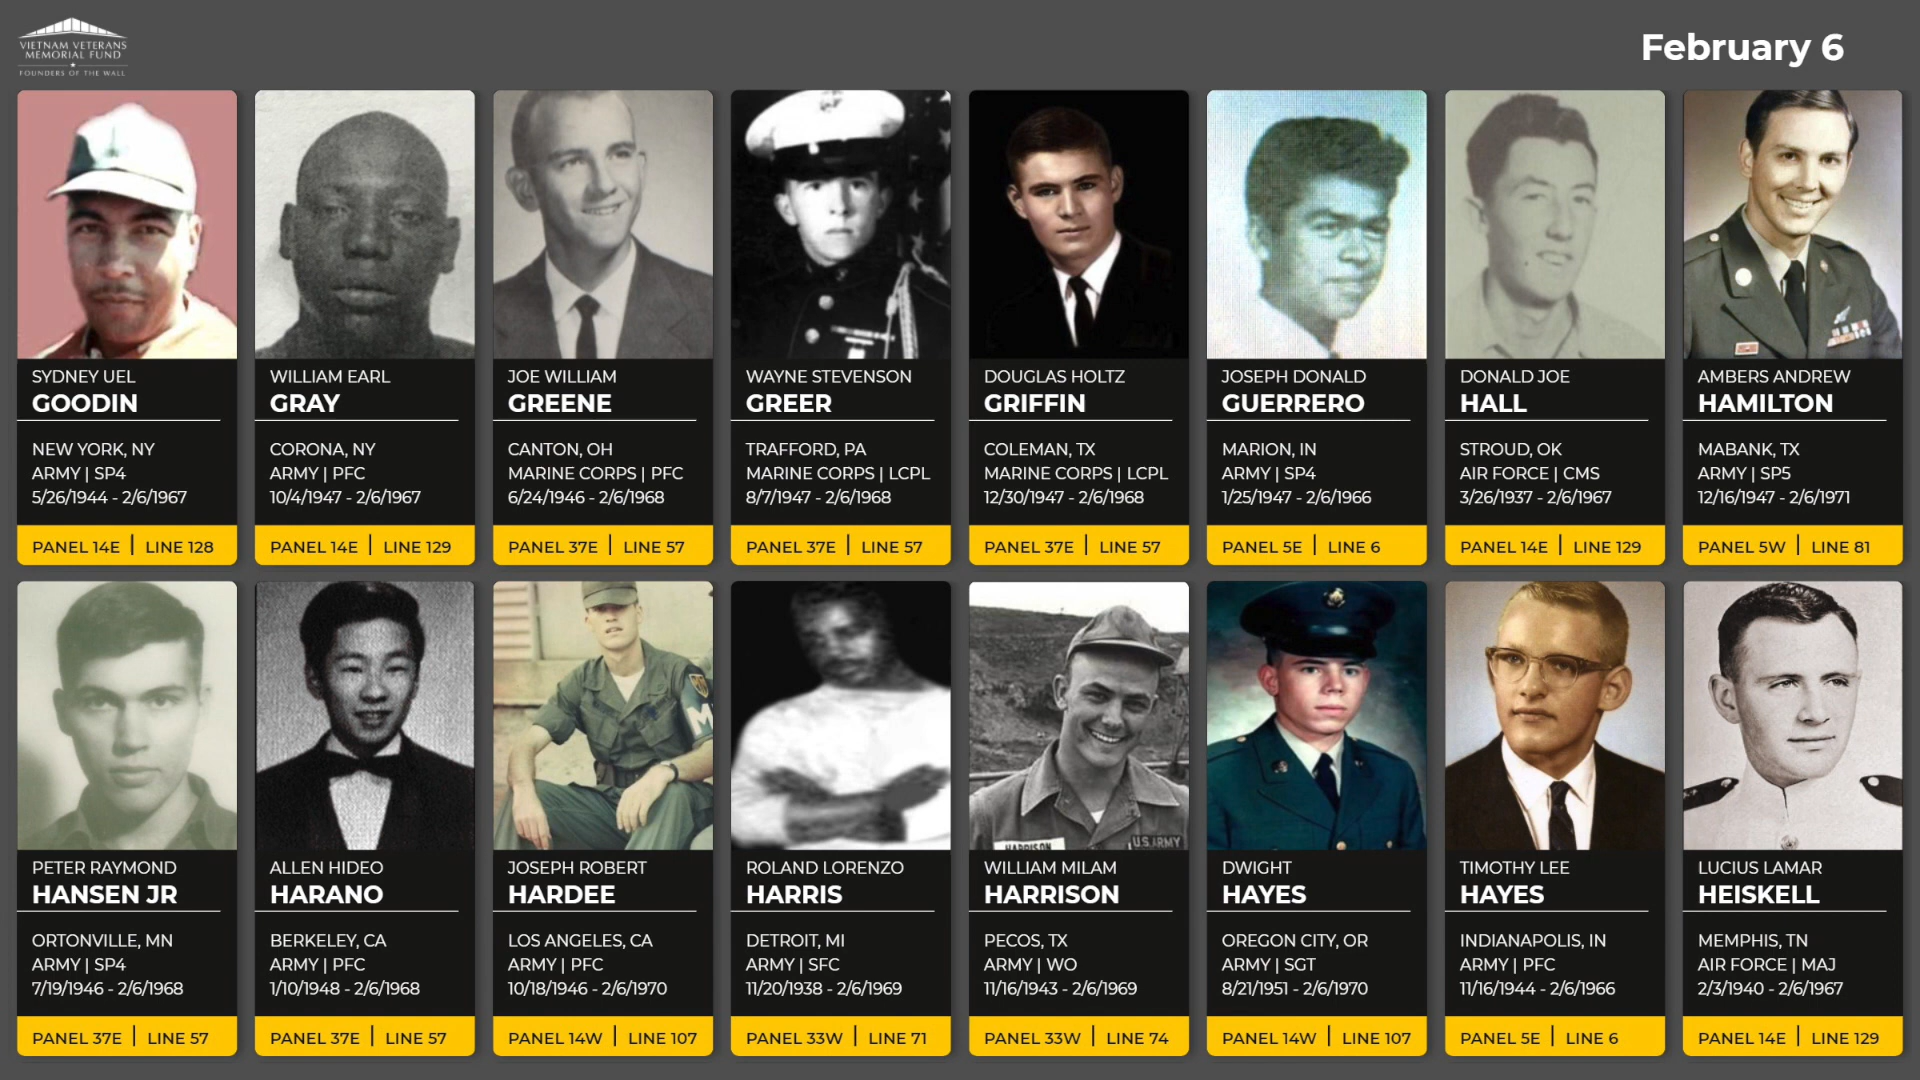 VIETNAM VETERANS
MEMORIAL FUND
FOUNDERS OF THE WALL
February 6
SYDNEY UEL
GOODIN
NEW YORK, NY
ARMY | SP4
5/26/1944 - 2/6/1967
PANEL 14E | LINE 128
WILLIAM EARL
GRAY
CORONA, NY
ARMY | PFC
10/4/1947 - 2/6/1967
PANEL 14E | LINE 129
JOE WILLIAM
GREENE
CANTON, OH
MARINE CORPS | PFC
6/24/1946 - 2/6/1968
PANEL 37E | LINE 57
WAYNE STEVENSON
GREER
TRAFFORD, PA
MARINE CORPS | LCPL
8/7/1947 - 2/6/1968
PANEL 37E | LINE 57
DOUGLAS HOLTZ
GRIFFIN
COLEMAN, TX
MARINE CORPS | LCPL
12/30/1947 - 2/6/1968
PANEL 37E | LINE 57
JOSEPH DONALD
GUERRERO
MARION, IN
ARMY | SP4
1/25/1947 - 2/6/1966
PANEL 5E | LINE 6
DONALD JOE
HALL
STROUD, OK
AIR FORCE | CMS
3/26/1937 - 2/6/1967
PANEL 14E | LINE 129
AMBERS ANDREW
HAMILTON
MABANK, TX
ARMY | SP5
12/16/1947 - 2/6/1971
PANEL 5W | LINE 81
PETER RAYMOND
HANSEN JR
ORTONVILLE, MN
ARMY | SP4
7/19/1946 - 2/6/1968
PANEL 37E | LINE 57
ALLEN HIDEO
HARANO
BERKELEY, CA
ARMY | PFC
1/10/1948 - 2/6/1968
PANEL 37E | LINE 57
M
JOSEPH ROBERT
HARDEE
LOS ANGELES, CA
ARMY | PFC
10/18/1946 - 2/6/1970
PANEL 14W | LINE 107
ROLAND LORENZO
HARRIS
DETROIT, MI
ARMY | SFC
11/20/1938 - 2/6/1969
PANEL 33W | LINE 71
HARRISON
U.S. ARMY
WILLIAM MILAM
HARRISON
PECOS, TX
ARMY | WO
11/16/1943 - 2/6/1969
PANEL 33W | LINE 74
DWIGHT
HAYES
OREGON CITY, OR
ARMY | SGT
8/21/1951 - 2/6/1970
PANEL 14W | LINE 107
TIMOTHY LEE
HAYES
INDIANAPOLIS, IN
ARMY | PFC
11/16/1944 - 2/6/1966
PANEL 5E | LINE 6
LUCIUS LAMAR
HEISKELL
MEMPHIS, TN
AIR FORCE | MAJ
2/3/1940 - 2/6/1967
PANEL 14E | LINE 129